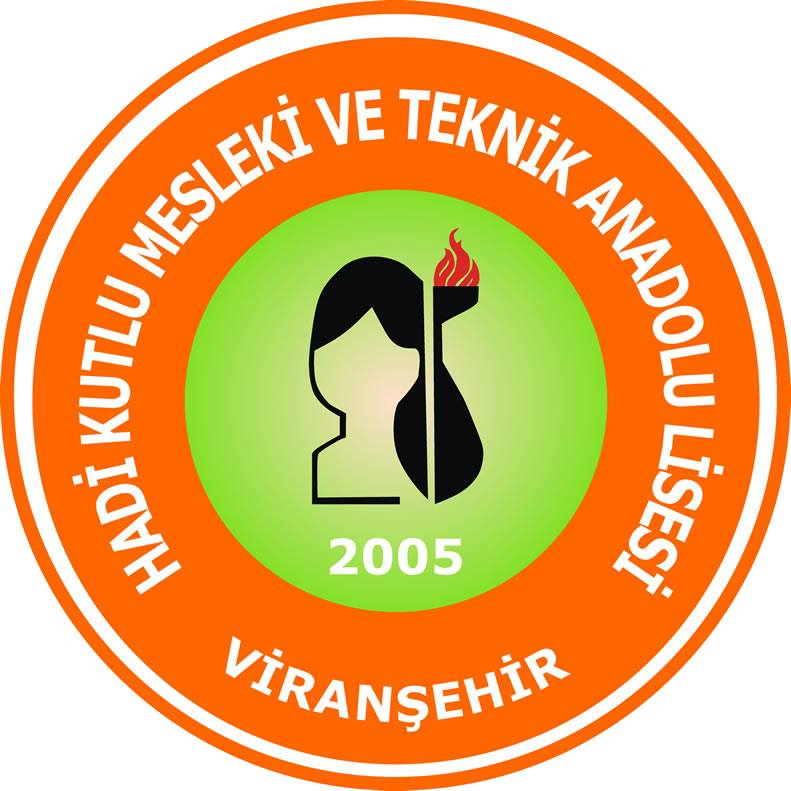 HADİ KUTLU MESLEKİ VE TEKNİK ANADOLU LİSESİ
2005
VİRANŞEHİR